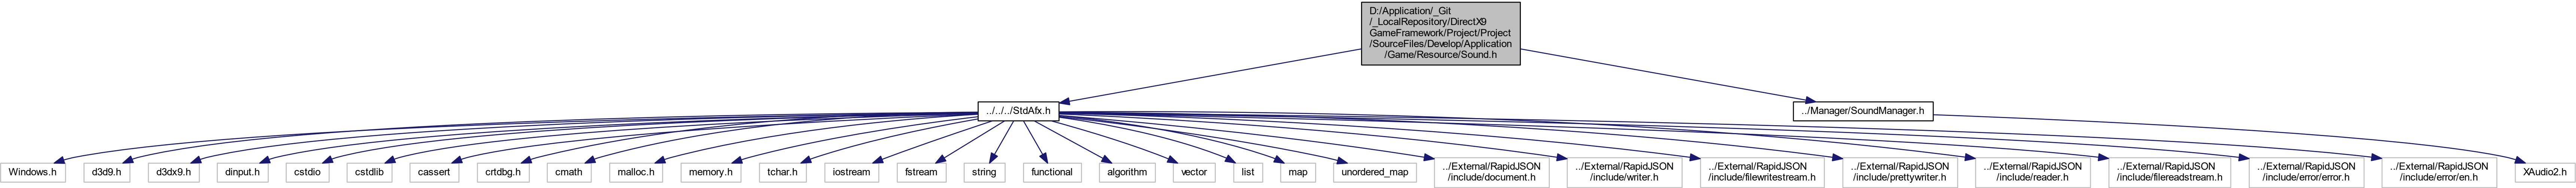 D:/Application/_Git
/_LocalRepository/DirectX9
GameFramework/Project/Project
/SourceFiles/Develop/Application
/Game/Resource/Sound.h
../../../StdAfx.h
../Manager/SoundManager.h
Windows.h
d3d9.h
d3dx9.h
dinput.h
cstdio
cstdlib
cassert
crtdbg.h
cmath
malloc.h
memory.h
tchar.h
iostream
fstream
string
functional
algorithm
vector
list
map
unordered_map
../External/RapidJSON
/include/document.h
../External/RapidJSON
/include/writer.h
../External/RapidJSON
/include/filewritestream.h
../External/RapidJSON
/include/prettywriter.h
../External/RapidJSON
/include/reader.h
../External/RapidJSON
/include/filereadstream.h
../External/RapidJSON
/include/error/error.h
../External/RapidJSON
/include/error/en.h
XAudio2.h